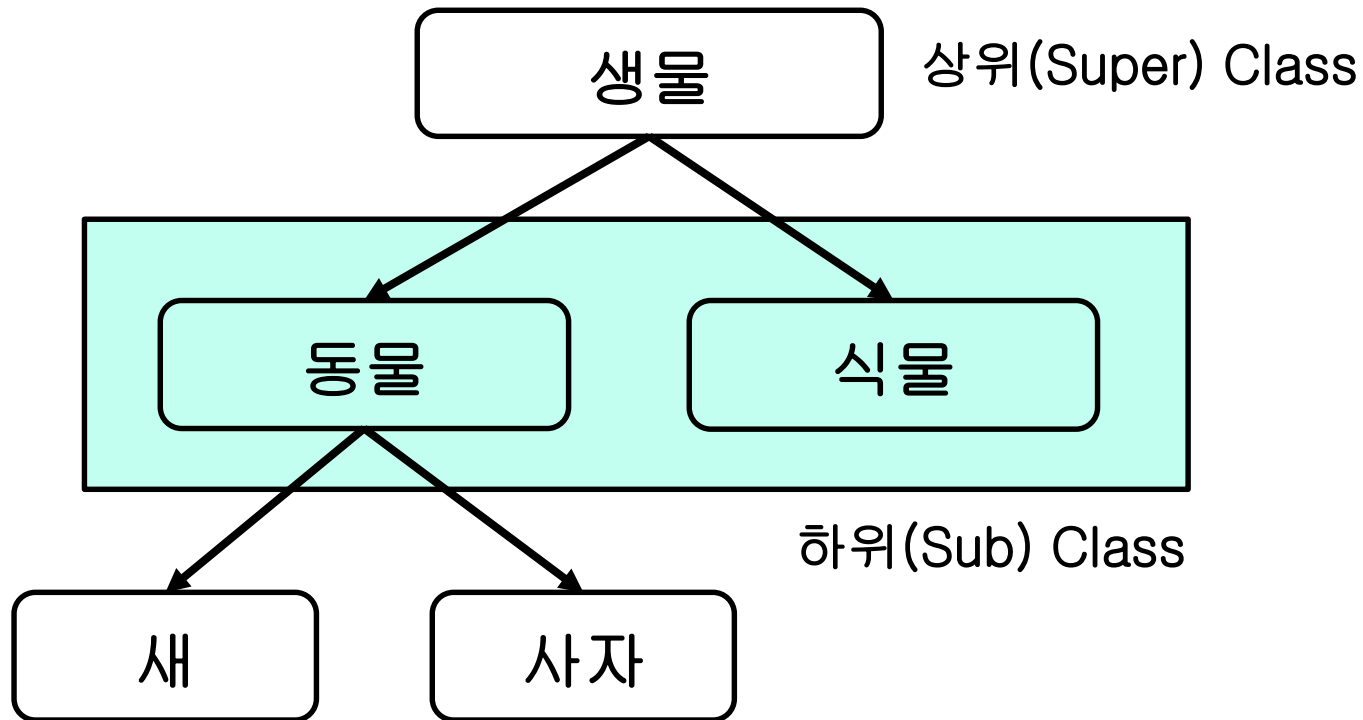 생물
상위(Super) Class
동물
식물
하위(Sub) Class
새
사자